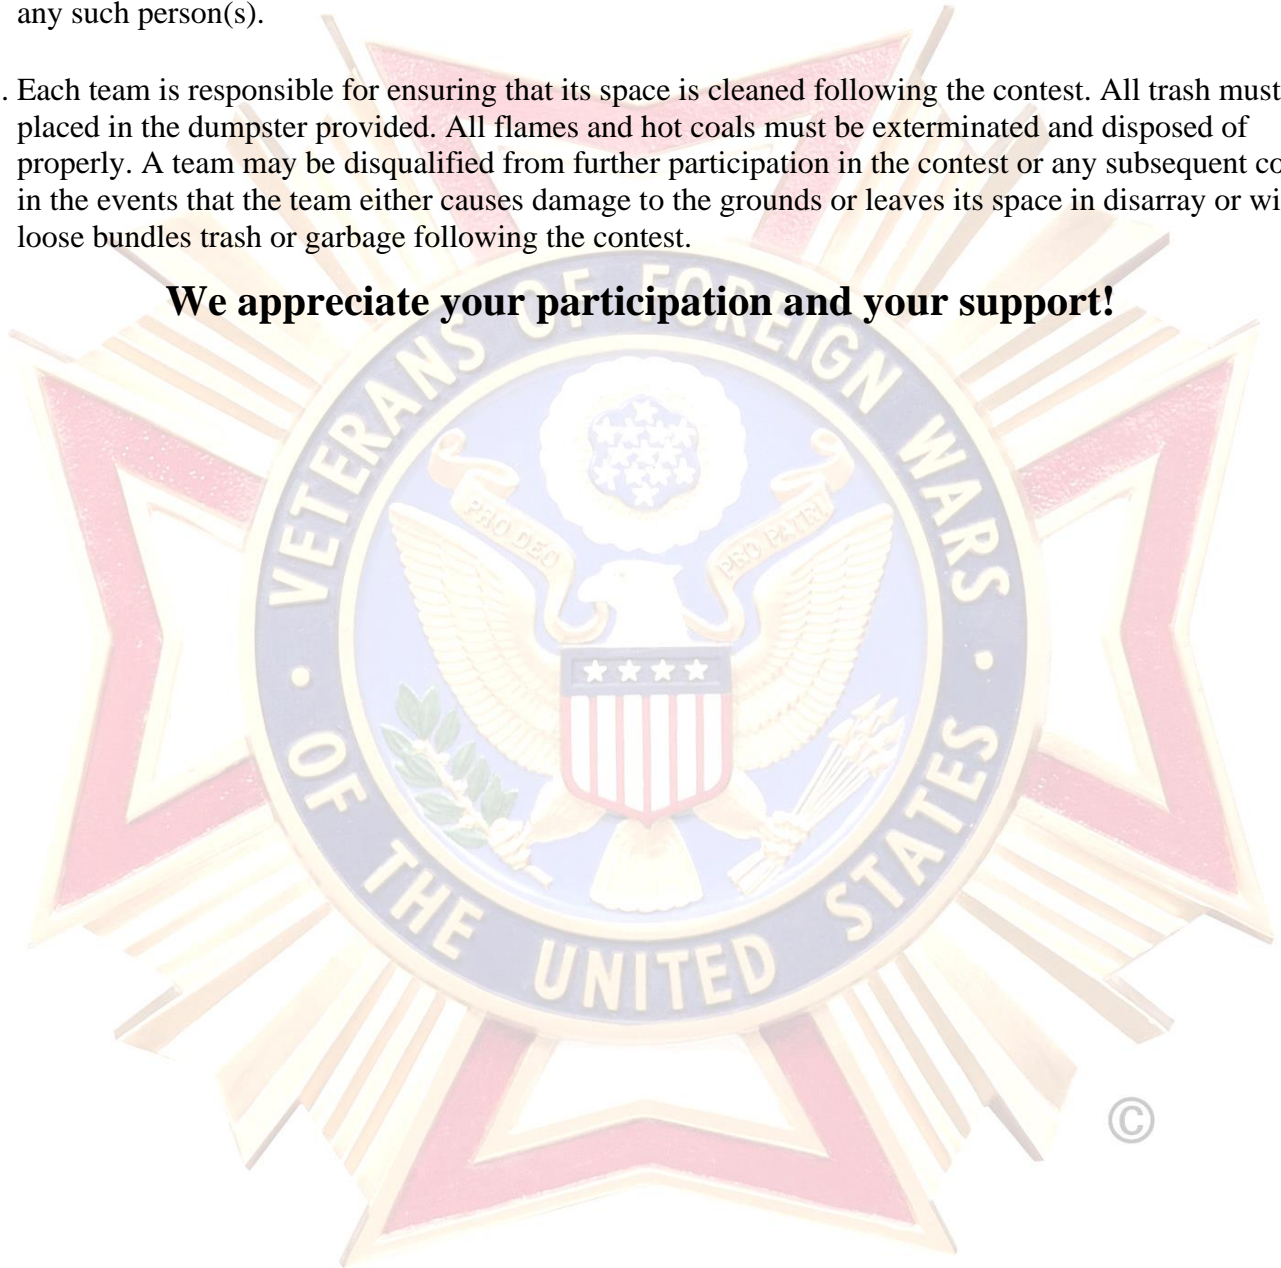 any such person(s).
. Each team is responsible for ensuring that its space is cleaned following the contest. All trash must
placed in the dumpster provided. All flames and hot coals must be exterminated and disposed of
properly. A team may be disqualified from further participation in the contest or any subsequent co
in the events that the team either causes damage to the grounds or leaves its space in disarray or wi
loose bundles trash or garbage following the contest.
We appreciate your participation and your support!
VETERANS OF FOREIGN WARS
PRO DEO
PRO PATRI
OF THE UNITED STATES
©